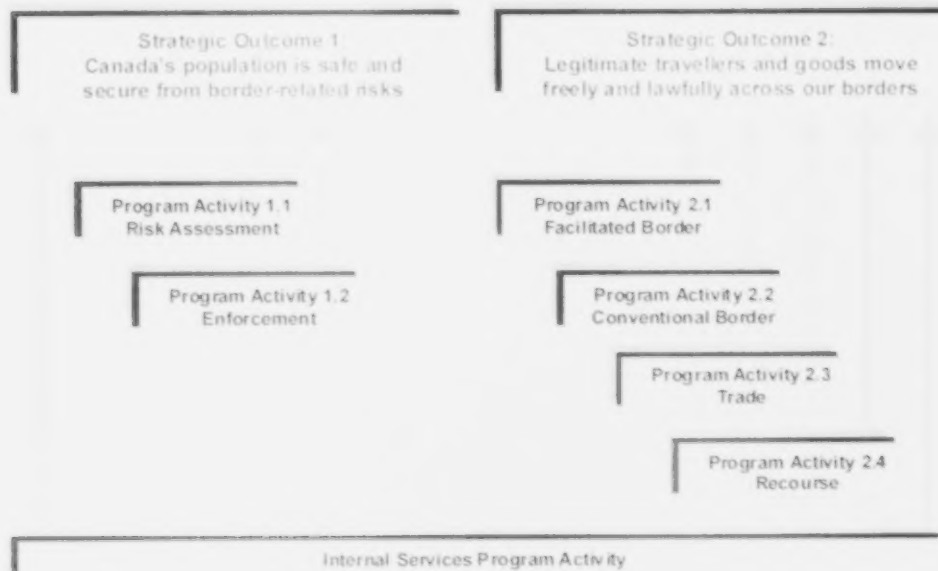 Strategic Outcome 1:
Canada's population is safe and
secure from border-related risks
Strategic Outcome 2:
Legitimate travellers and goods move
freely and lawfully across our borders
Program Activity 1.1
Risk Assessment
Program Activity 1.2
Enforcement
Program Activity 2.1
Facilitated Border
Program Activity 2.2
Conventional Border
Program Activity 2.3
Trade
Program Activity 2.4
Recourse
Internal Services Program Activity